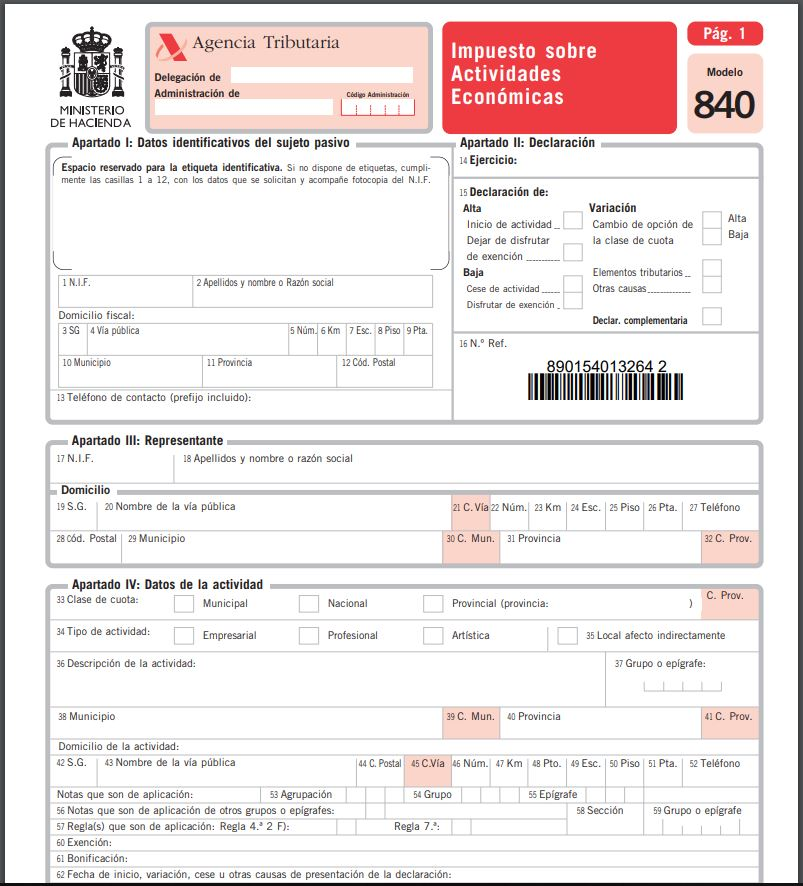 MINISTERIO
DE HACIENDA
Agencia Tributaria
Delegación de
Administración de
Código Administración
Impuesto sobre
Actividades
Económicas
Pág. 1
Modelo
840
Apartado I: Datos identificativos del sujeto pasivo
Espacio reservado para la etiqueta identificativa. Si no dispone de etiquetas, cumpli-
mente las casillas 1 a 12, con los datos que se solicitan y acompañe fotocopia del N.I.F.
1 N.I.F.
2 Apellidos y nombre o Razón social
Domicilio fiscal:
3 SG 4 Vía pública 5 Núm. 6 Km 7 Esc. 8 Piso 9 Pta.
10 Municipio 11 Provincia 12 Cód. Postal
13 Teléfono de contacto (prefijo incluido):
Apartado II: Declaración
14 Ejercicio:
15 Declaración de:
Alta
Inicio de actividad
Dejar de disfrutar
de exención
Baja
Cese de actividad
Disfrutar de exención
Variación
Cambio de opción de
la clase de cuota
Alta
Baja
Elementos tributarios
Otras causas
Declar. complementaria
16 N.º Ref.
890154013264 2
Apartado III: Representante
17 N.I.F. 18 Apellidos y nombre o razón social
Domicilio
19 S.G. 20 Nombre de la vía pública 21 C. Vía 22 Núm. 23 Km 24 Esc. 25 Piso 26 Pta. 27 Teléfono
28 Cód. Postal 29 Municipio 30 C. Mun. 31 Provincia 32 C. Prov.
Apartado IV: Datos de la actividad
33 Clase de cuota: Municipal Nacional Provincial (provincia: ) C. Prov.
34 Tipo de actividad: Empresarial Profesional Artística 35 Local afecto indirectamente
36 Descripción de la actividad: 37 Grupo o epígrafe:
38 Municipio 39 C. Mun. 40 Provincia 41 C. Prov.
Domicilio de la actividad:
42 S.G. 43 Nombre de la vía pública 44 C. Postal 45 C.Vía 46 Núm. 47 Km 48 Pto. 49 Esc. 50 Piso 51 Pta. 52 Teléfono
Notas que son de aplicación: 53 Agrupación 54 Grupo 55 Epígrafe
56 Notas que son de aplicación de otros grupos o epígrafes: 58 Sección 59 Grupo o epígrafe
57 Regla(s) que son de aplicación: Regla 4.ª 2 F): Regla 7.ª:
60 Exención:
61 Bonificación:
62 Fecha de inicio, variación, cese u otras causas de presentación de la declaración: